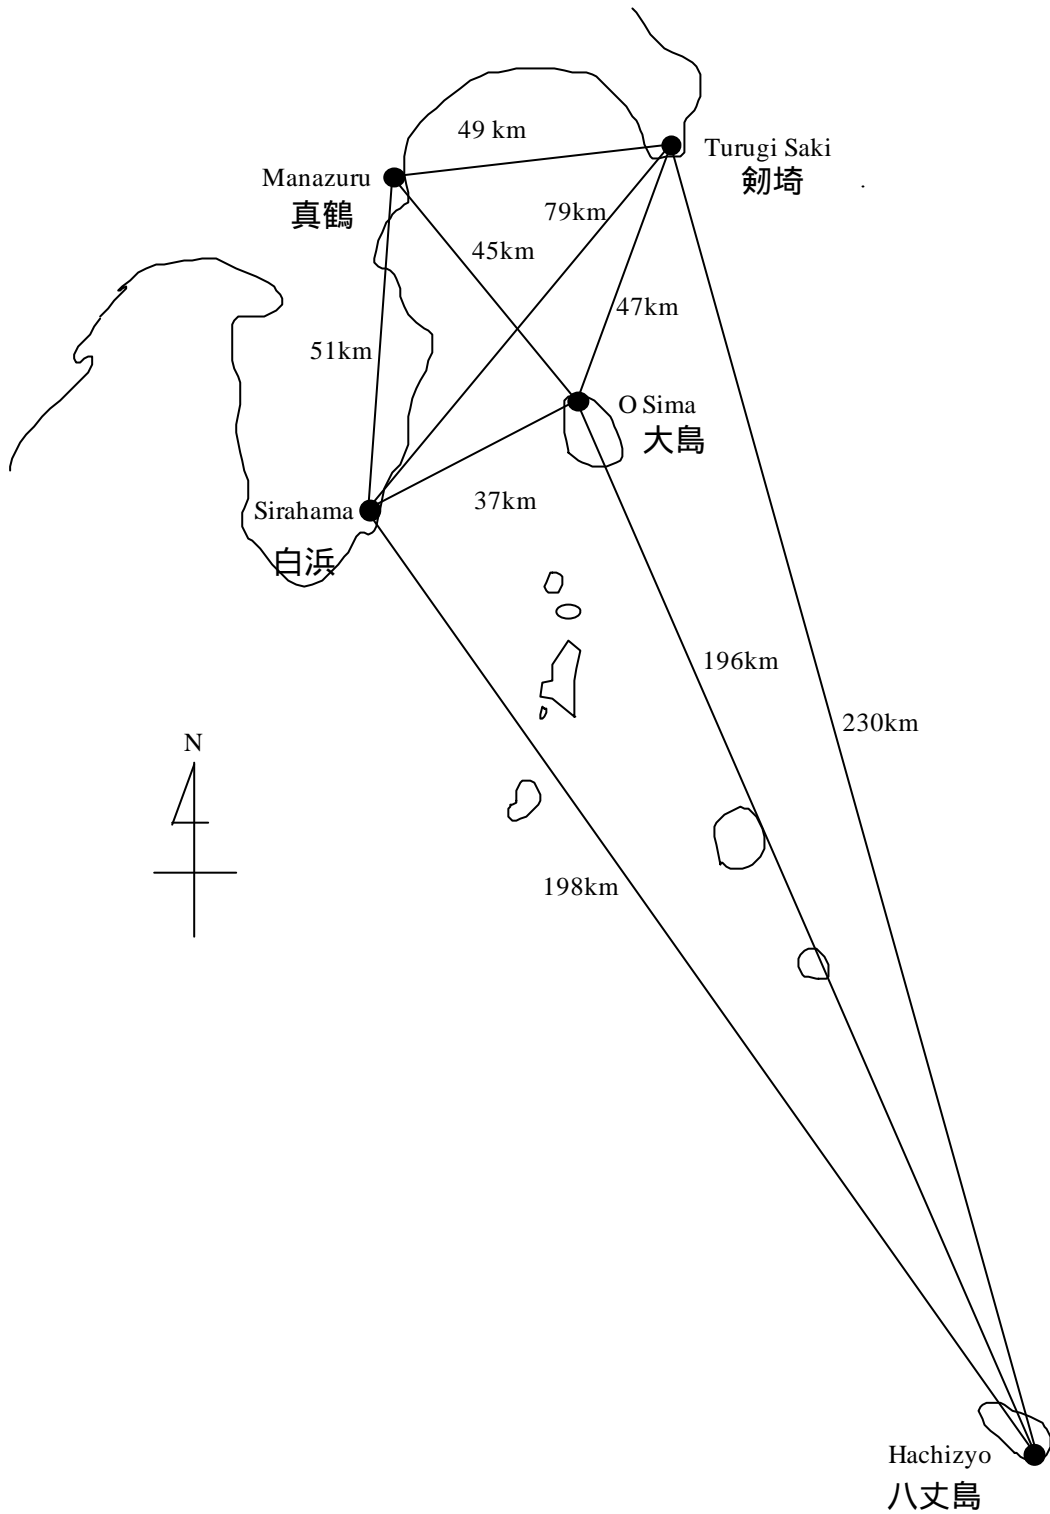 49 km
Turugi Saki
剱埼
Manazuru
真鶴
79km
45km
47km
51km
O Sima
大島
37km
Sirahama
白浜
196km
230km
N
198km
Hachizyo
八丈島